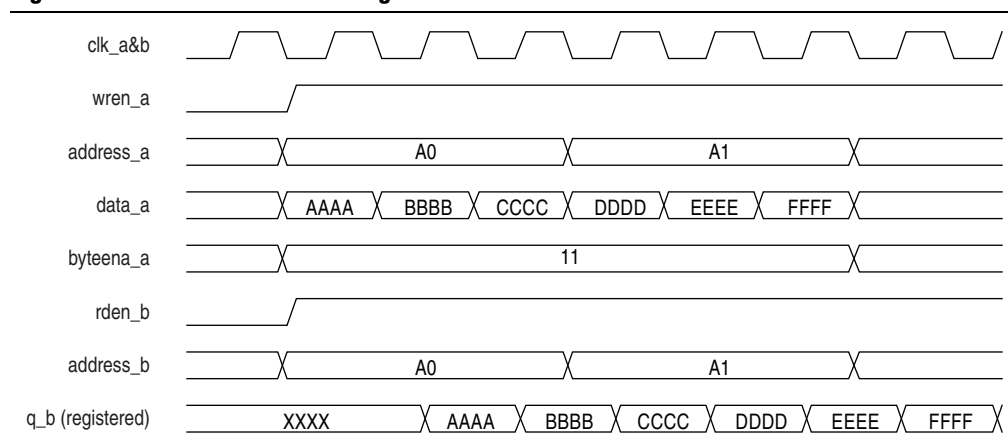 clk_a&b
wren_a
address_a A0 A1
data_a AAAA BBBB CCCC DDDD EEEE FFFF
byteena_a 11
rden_b
address_b A0 A1
q_b (registered) XXXX AAAA BBBB CCCC DDDD EEEE FFFF